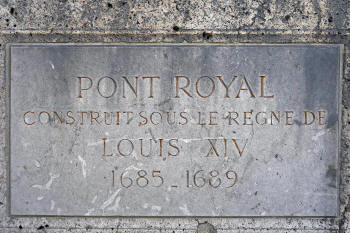 PONT ROYAL
CONSTRUIT SOUS LE REGNE DE
LOUIS XIV
1685-1689